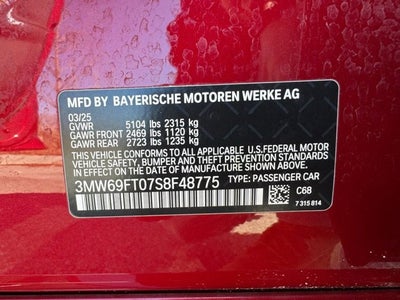 MFD BY BAYERISCHE MOTOREN WERKE AG
03/25
GVWR 5104 lbs 2315 kg
GAWR FRONT 2469 lbs 1120 kg
GAWR REAR 2723 lbs 1235 kg
THIS VEHICLE CONFORMS TO ALL APPLICABLE U.S.FEDERAL MOTOR
VEHICLE SAFETY, BUMPER, AND THEFT PREVENTION STANDARDS
IN EFFECT ON THE DATE OF MANUFACTURE SHOWN ABOVE.
3MW69FT07S8F48775 TYPE: PASSENGER CAR
C68
7 315 814